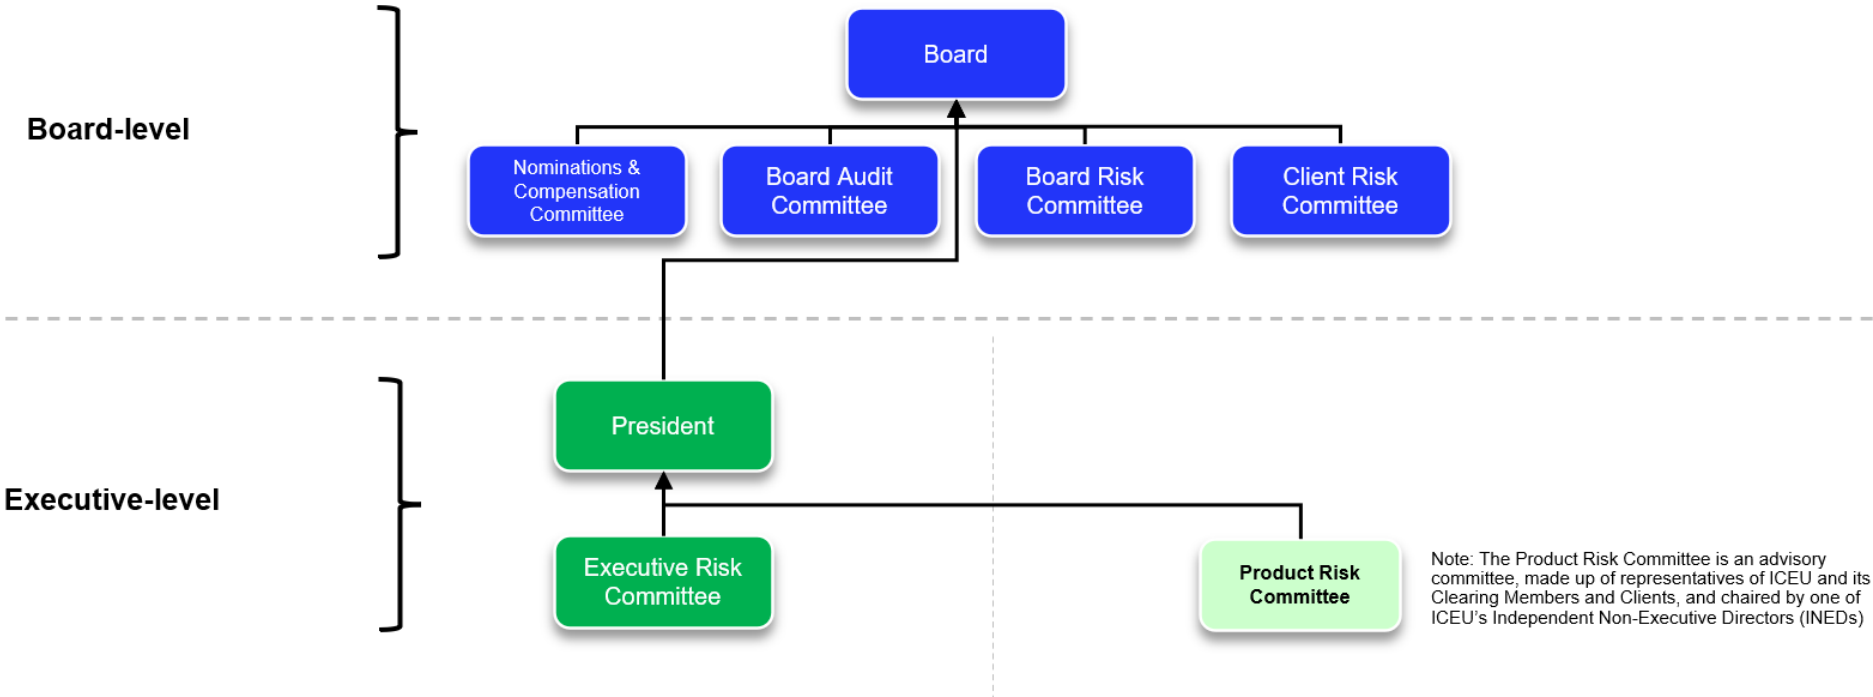 Board
Board-level
Nominations &
Compensation
Committee
Board Audit
Committee
Board Risk
Committee
Client Risk
Committee
President
Executive-level
Executive Risk
Committee
Product Risk
Committee
Note: The Product Risk Committee is an advisory
committee, made up of representatives of ICEU and its
Clearing Members and Clients, and chaired by one of
ICEU’s Independent Non-Executive Directors (INEDs)